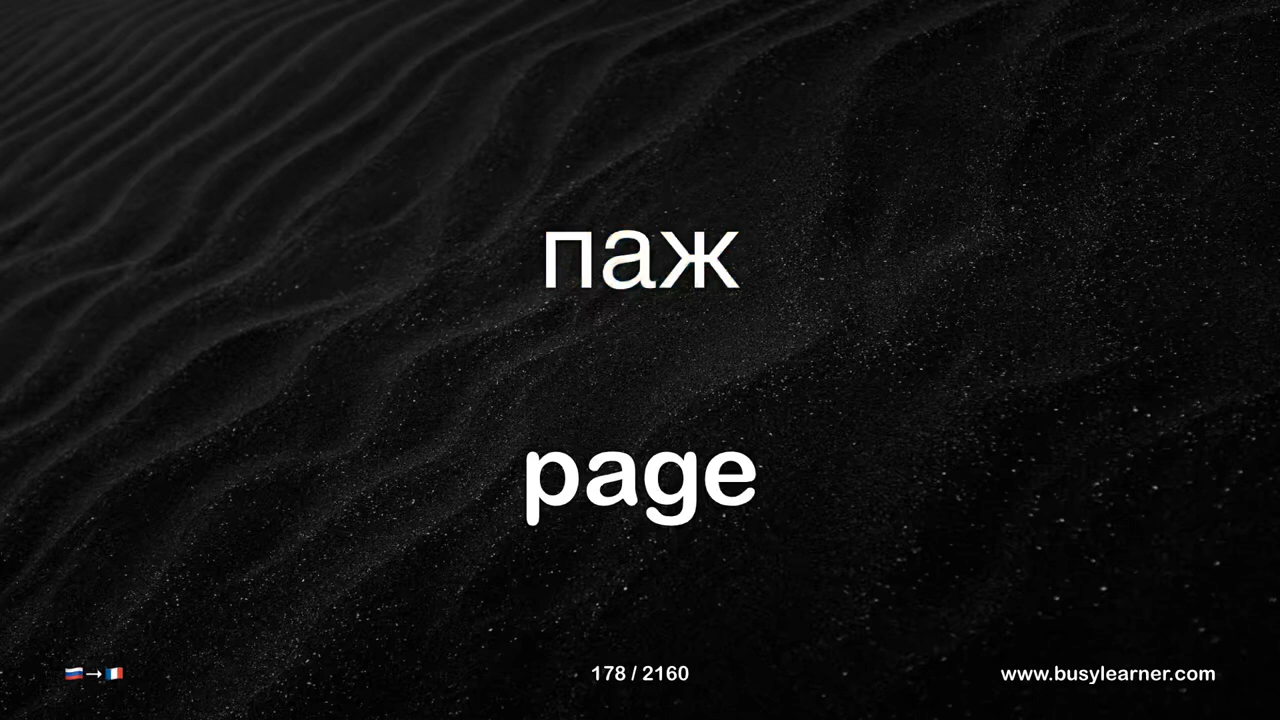 паж
page
🇷🇺→🇫🇷
178 / 2160
www.busylearner.com